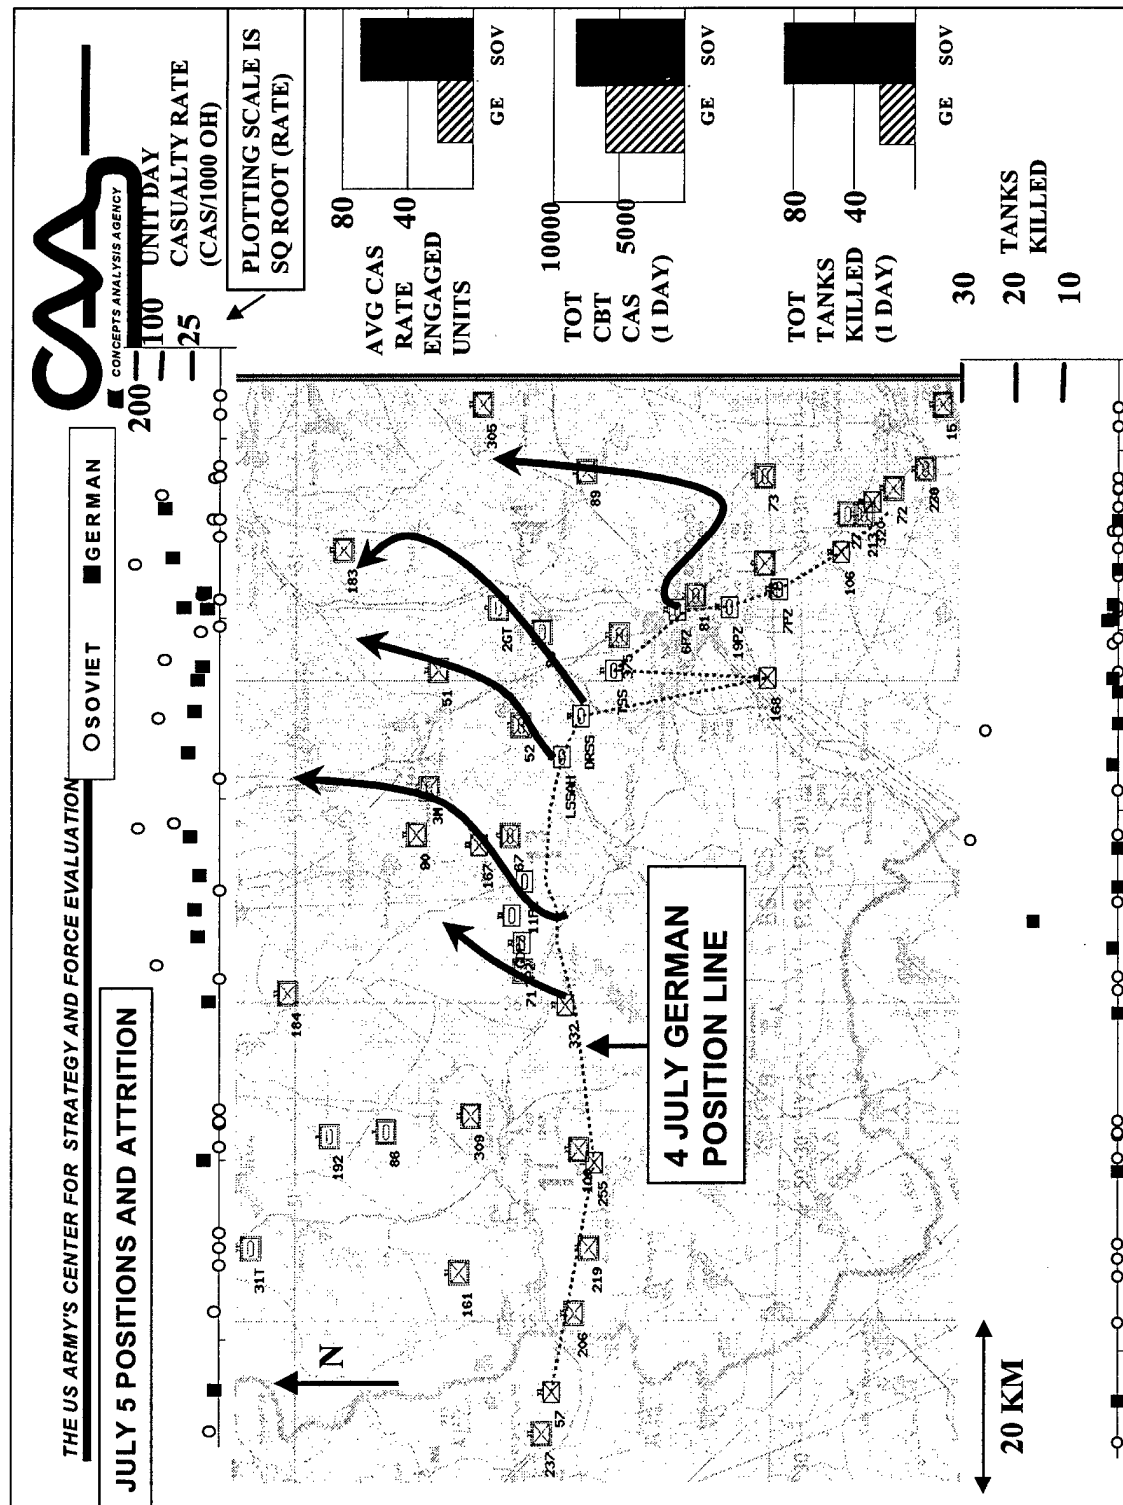 THE US ARMY'S CENTER FOR STRATEGY AND FORCE EVALUATION
CAA
CONCEPTS ANALYSIS AGENCY
JULY 5 POSITIONS AND ATTRITION
SOVIET
GERMAN
200
100
25
UNIT DAY
CASUALTY RATE
(CAS/1000 OH)
PLOTTING SCALE IS
SQ ROOT (RATE)
N
31T
192
86
161
309
184
90
3M
167
67
51
52
183
2GT
305
89
237
57
206
219
255
332
71
LSSAH
DRSS
TSS
6PZ
81
19PZ
7PZ
168
73
106
213
320
72
228
15
4 JULY GERMAN
POSITION LINE
20 KM
AVG CAS
RATE
ENGAGED
UNITS
80
40
GE
SOV
TOT
CBT
CAS
(1 DAY)
10000
5000
GE
SOV
TOT
TANKS
KILLED
(1 DAY)
80
40
GE
SOV
30
20
10
TANKS
KILLED